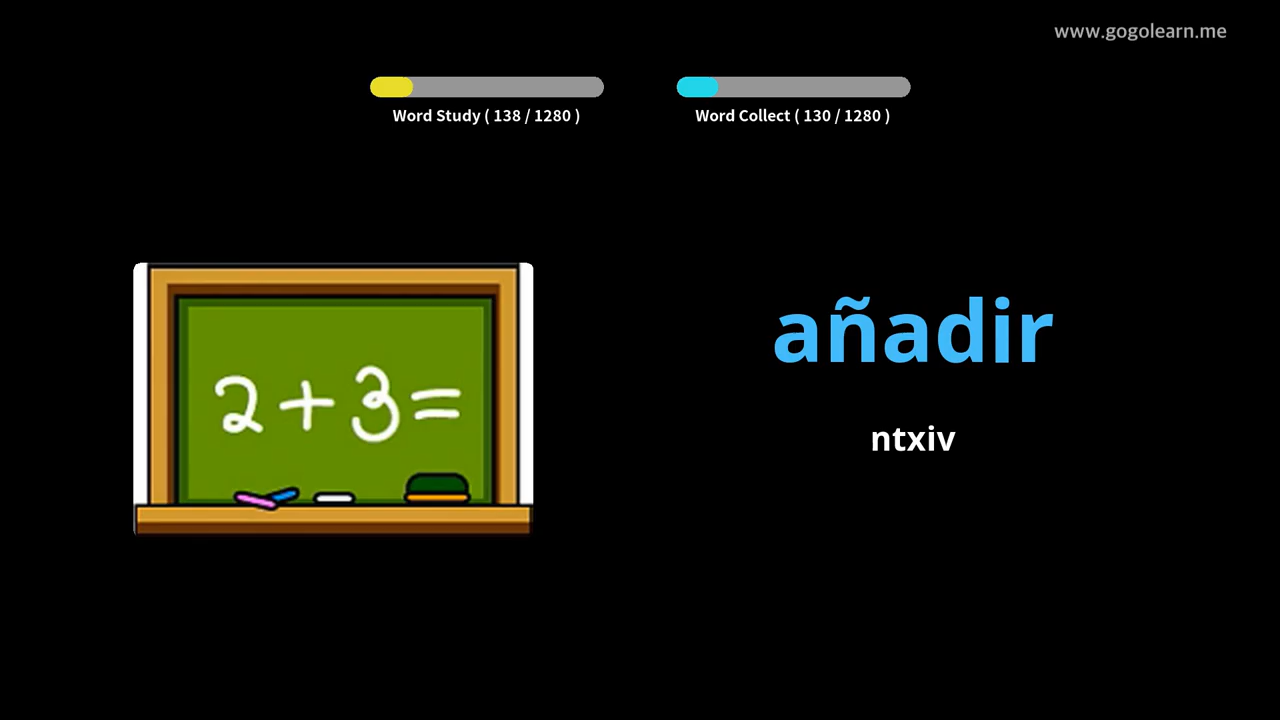 www.gogolearn.me
Word Study ( 138 / 1280 )
Word Collect ( 130 / 1280 )
2 + 3 =
añadir
ntxiv